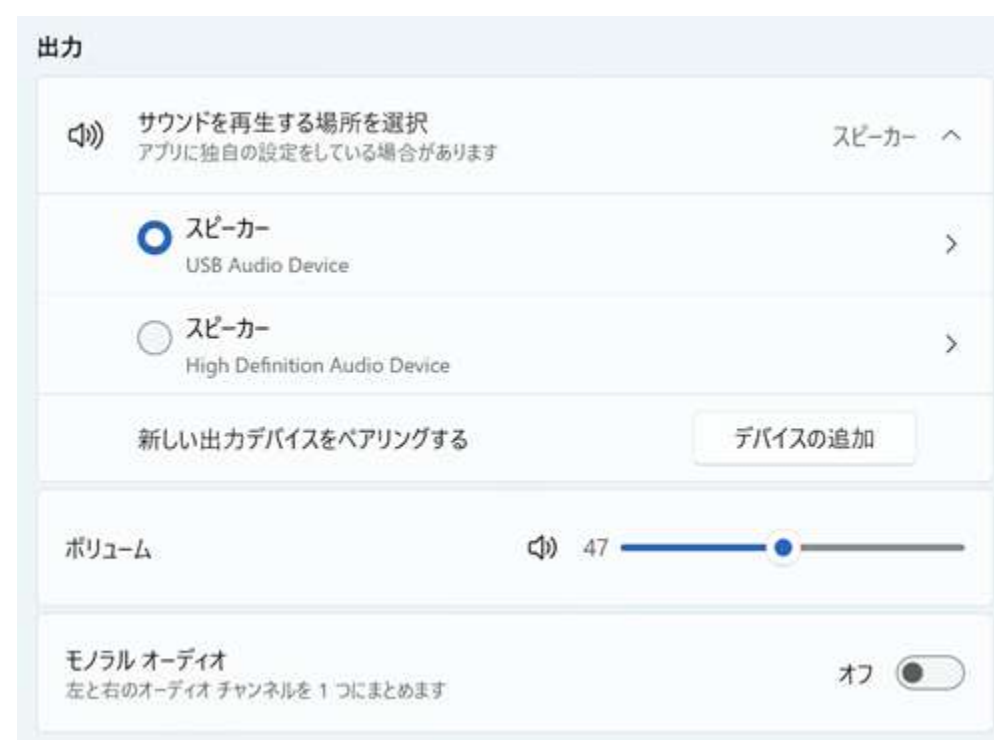 出力
サウンドを再生する場所を選択
アプリに独自の設定をしている場合があります
スピーカー
スピーカー
USB Audio Device
スピーカー
High Definition Audio Device
新しい出力デバイスをペアリングする
デバイスの追加
ボリューム
47
モノラル オーディオ
左と右のオーディオ チャンネルを 1 つにまとめます
オフ